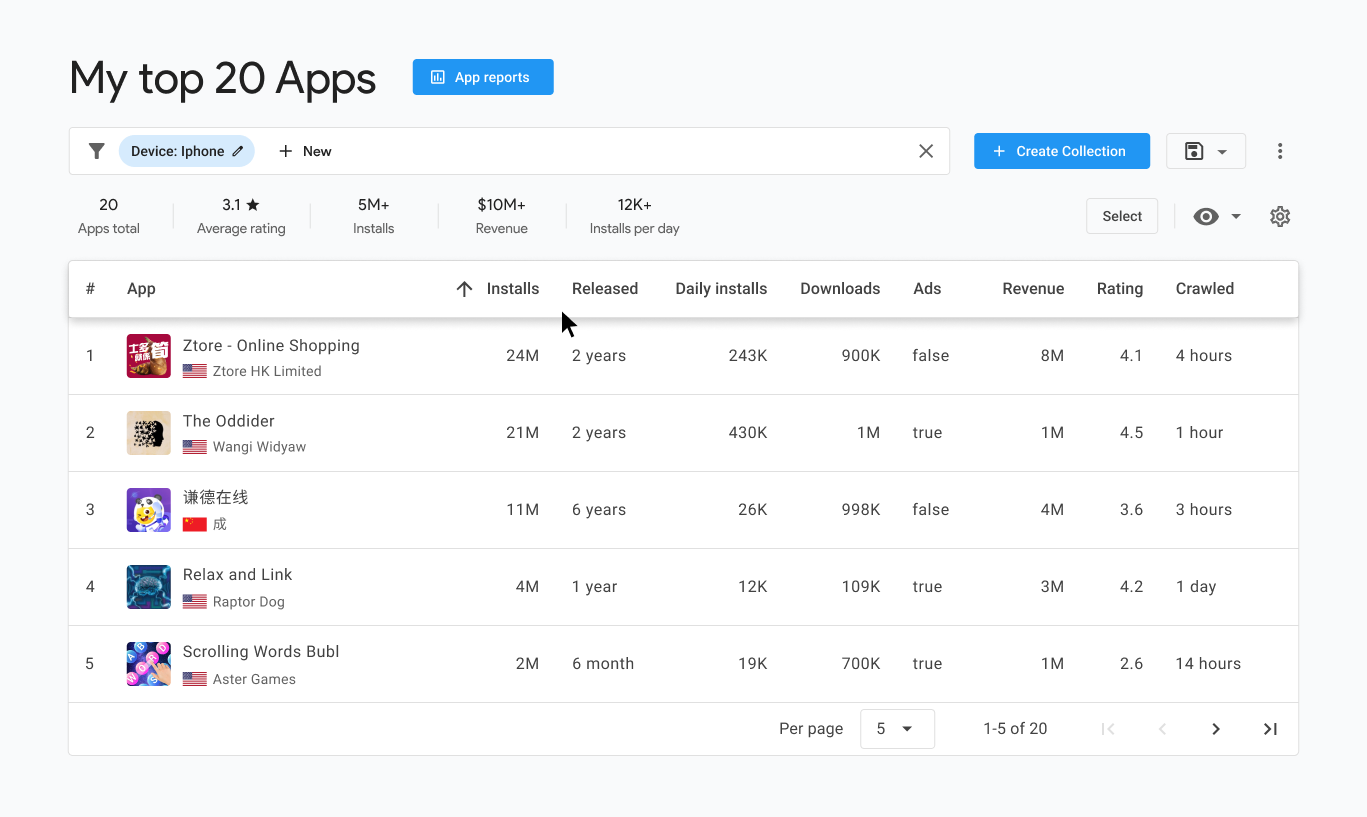 My top 20 Apps
App reports
Device: Iphone
New
Create Collection
20
Apps total
3.1
Average rating
5M+
Installs
$10M+
Revenue
12K+
Installs per day
Select
# App Installs Released Daily installs Downloads Ads Revenue Rating Crawled
1 Ztore - Online Shopping 24M 2 years 243K 900K false 8M 4.1 4 hours
Ztore HK Limited
2 The Oddider 21M 2 years 430K 1M true 1M 4.5 1 hour
Wangi Widyaw
3 谦德在线 11M 6 years 26K 998K false 4M 3.6 3 hours
成
4 Relax and Link 4M 1 year 12K 109K true 3M 4.2 1 day
Raptor Dog
5 Scrolling Words Bubl 2M 6 month 19K 700K true 1M 2.6 14 hours
Aster Games
Per page 5 1-5 of 20